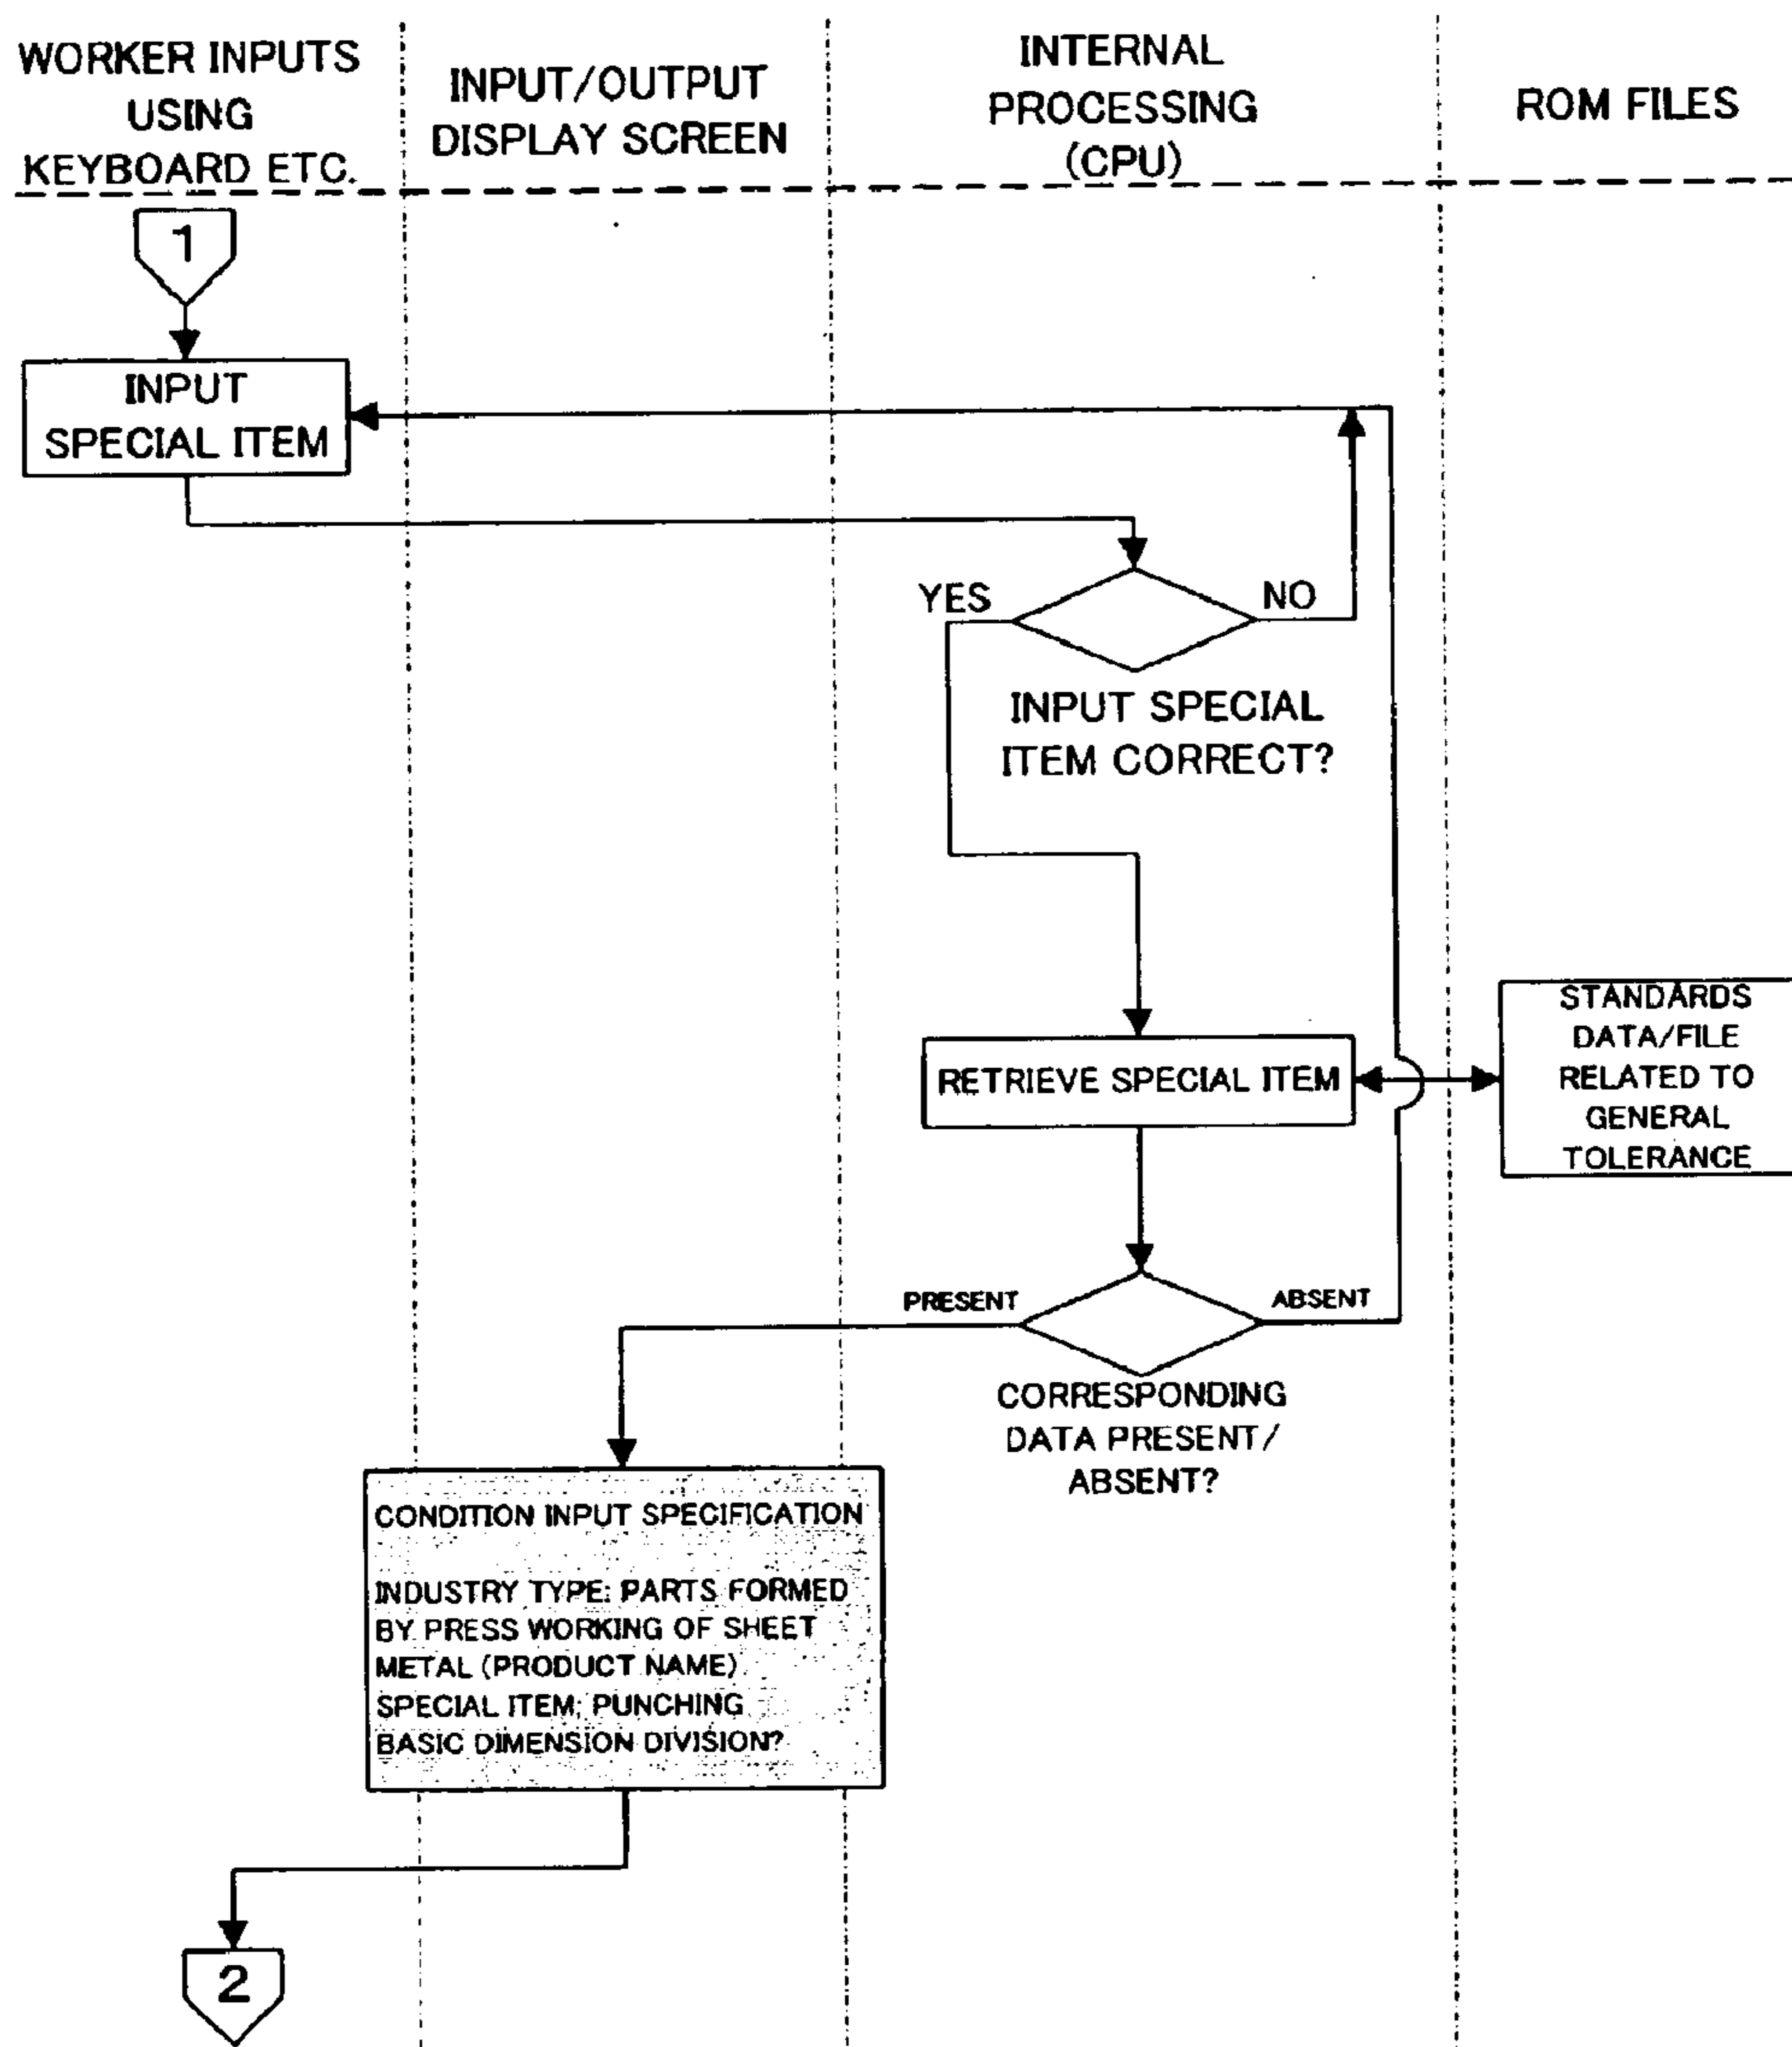 WORKER INPUTS
USING
KEYBOARD ETC.
INPUT/OUTPUT
DISPLAY SCREEN
INTERNAL
PROCESSING
(CPU)
ROM FILES
1
INPUT
SPECIAL ITEM
YES
NO
INPUT SPECIAL
ITEM CORRECT?
RETRIEVE SPECIAL ITEM
STANDARDS
DATA/FILE
RELATED TO
GENERAL
TOLERANCE
PRESENT
ABSENT
CORRESPONDING
DATA PRESENT/
ABSENT?
CONDITION INPUT SPECIFICATION
INDUSTRY TYPE: PARTS FORMED
BY PRESS WORKING OF SHEET
METAL (PRODUCT NAME)
SPECIAL ITEM; PUNCHING
BASIC DIMENSION DIVISION?
2